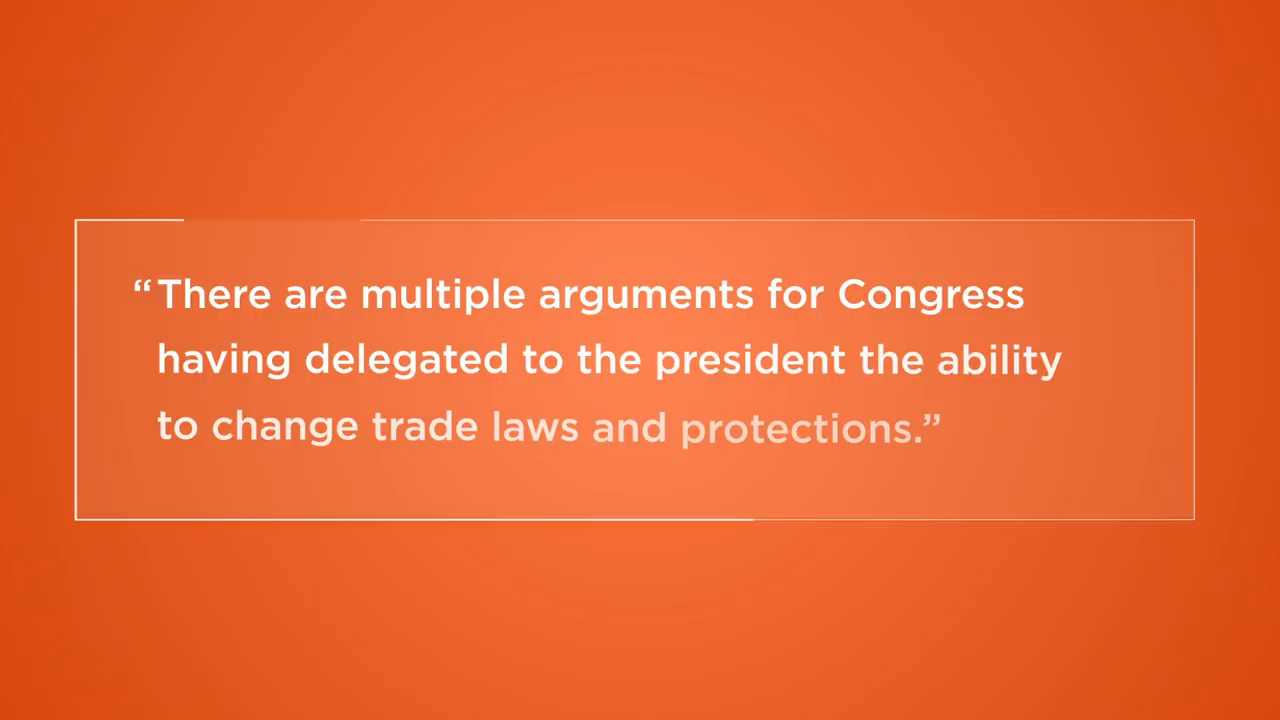 “There are multiple arguments for Congress
having delegated to the president the ability
to change trade laws and protections.”